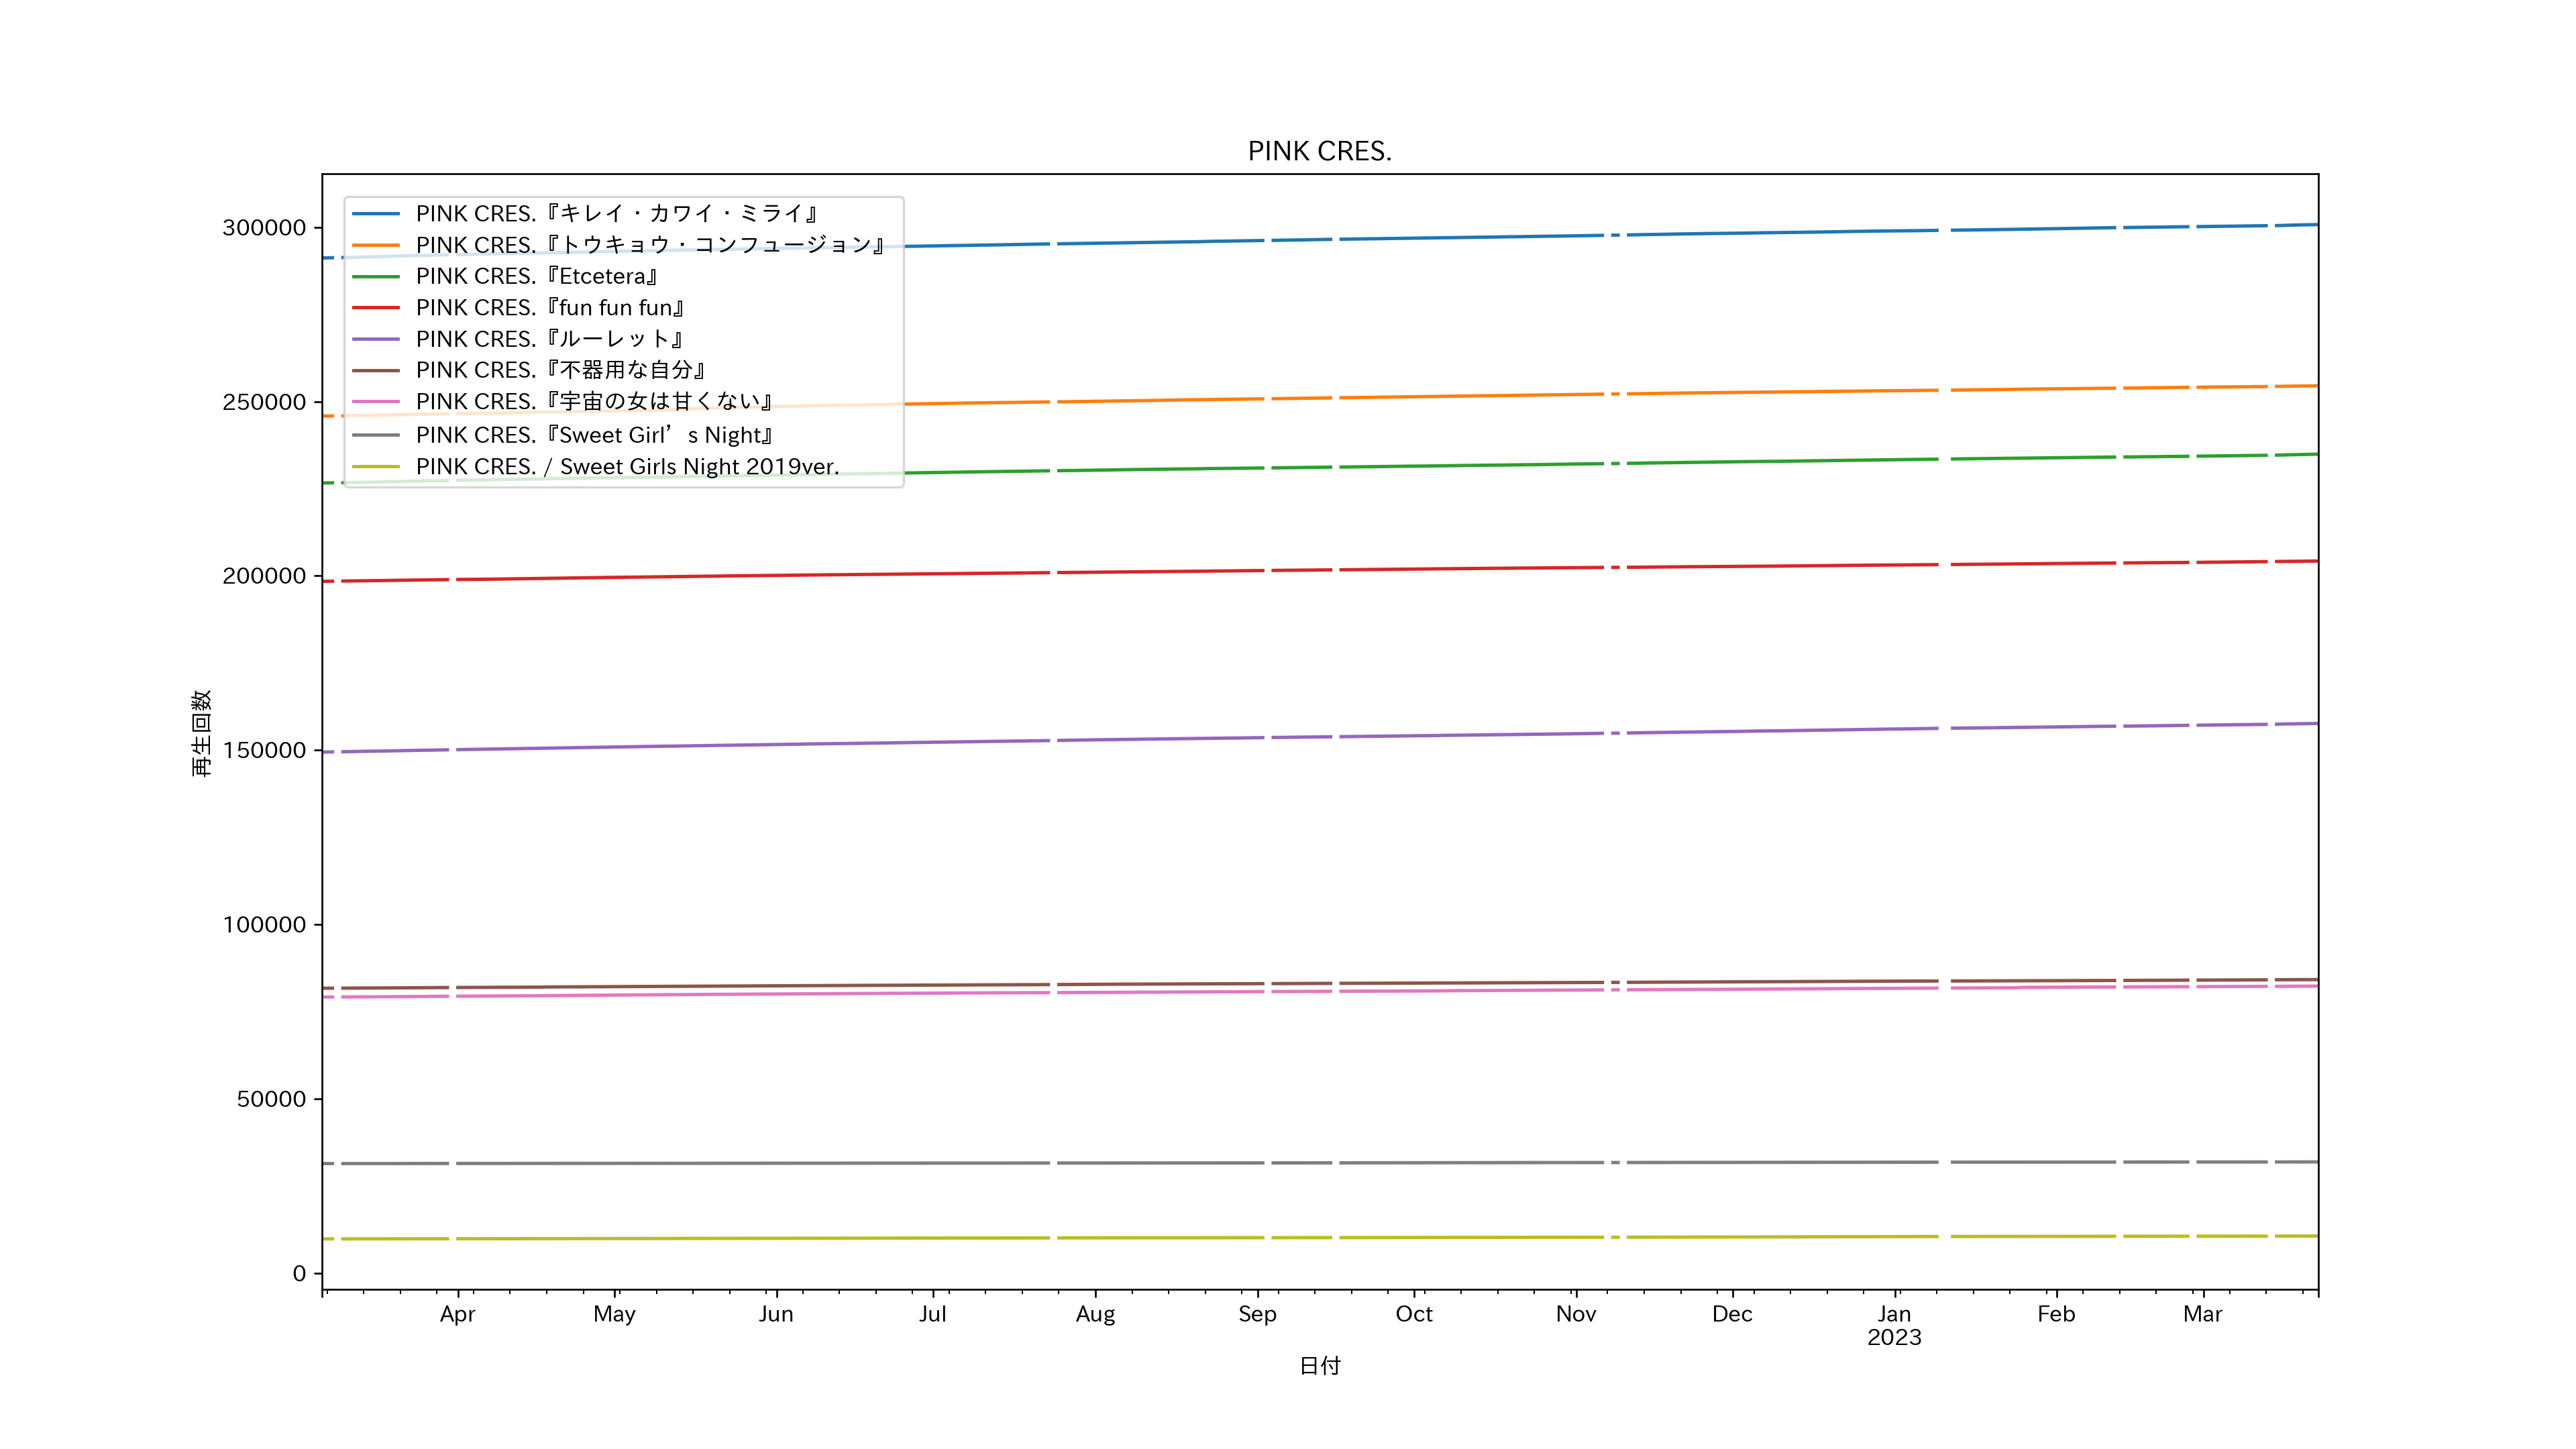 PINK CRES.
PINK CRES.『キレイ・カワイ・ミライ』
PINK CRES.『トウキョウ・コンフュージョン』
PINK CRES.『Etcetera』
PINK CRES.『fun fun fun』
PINK CRES.『ルーレット』
PINK CRES.『不器用な自分』
PINK CRES.『宇宙の女は甘くない』
PINK CRES.『Sweet Girl’s Night』
PINK CRES. / Sweet Girls Night 2019ver.
300000
250000
200000
150000
100000
50000
0
再生回数
Apr May Jun Jul Aug Sep Oct Nov Dec Jan Feb Mar
2023
日付